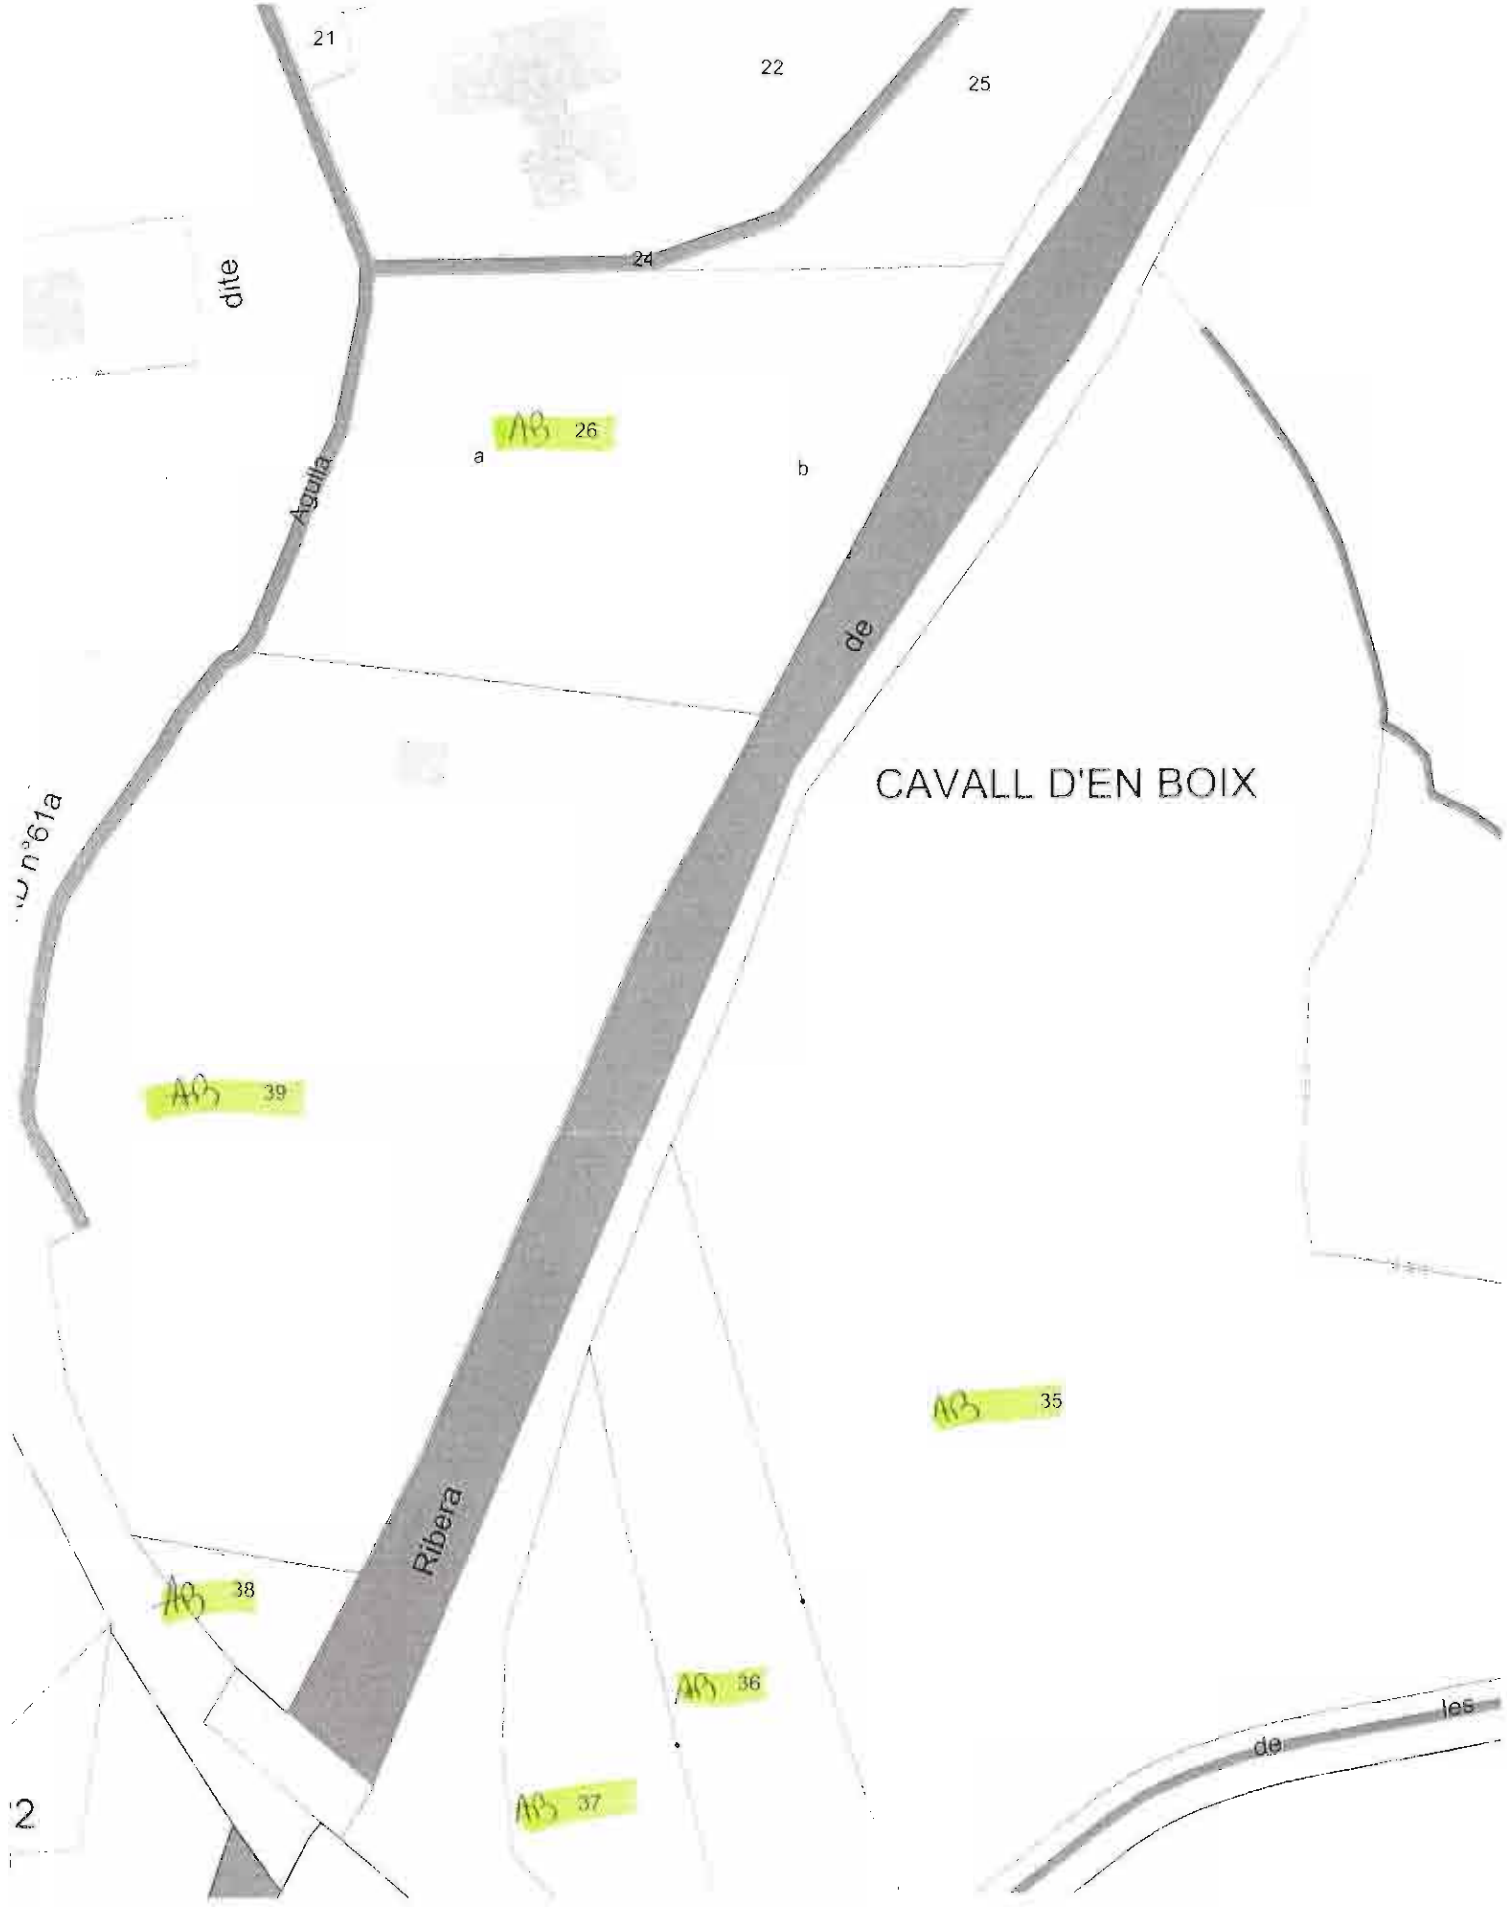 21
22
25
24
dite
AB 26
a
b
Aguila
de
CAVALL D'EN BOIX
D n°61a
AB 39
AB 35
Ribera
AB 38
AB 36
les
de
AB 37
2